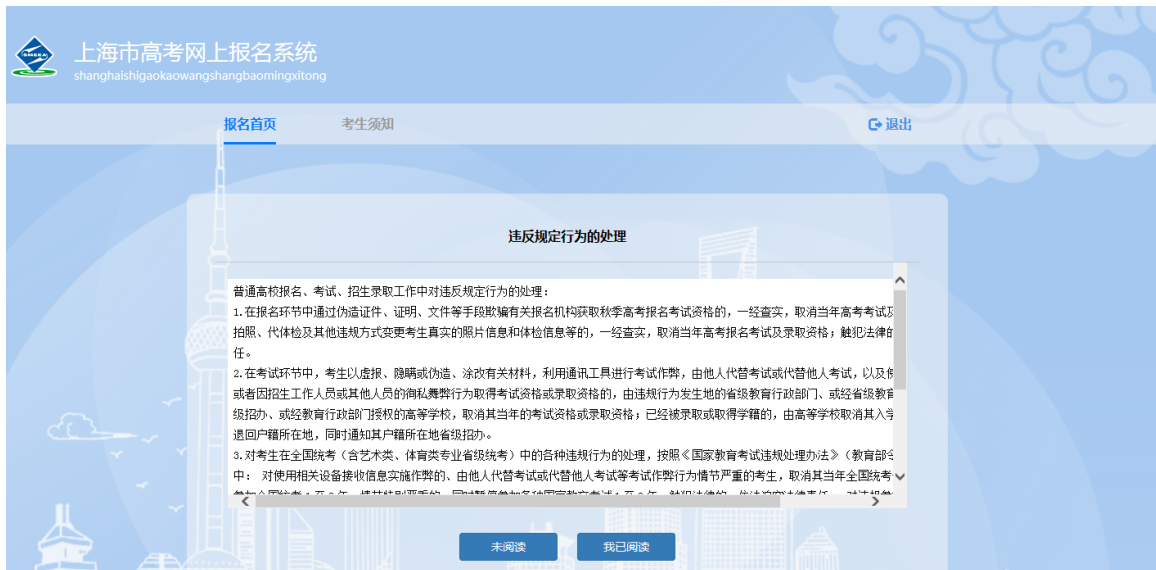 上海市高考网上报名系统
shanghaishigaokaowangshangbaomingxitong
报名首页 考生须知 退出
违反规定行为的处理
普通高校报名、考试、招生录取工作中对违反规定行为的处理：
1.在报名环节中通过伪造证件、证明、文件等手段欺骗有关报名机构获取秋季高考报名考试资格的，一经查实，取消当年高考考试及
拍照、代体检及其他违规方式变更考生真实的照片信息和体检信息等的，一经查实，取消当年高考报名考试及录取资格；触犯法律的
任。
2.在考试环节中，考生以虚报、隐瞒或伪造、涂改有关材料，利用通讯工具进行考试作弊，由他人代替考试或代替他人考试，以及
或者因招生工作人员或其他人员的徇私舞弊行为取得考试资格或录取资格的，由违规行为发生地的省级教育行政部门、或经省级教育
级招办、或经教育行政部门授权的高等学校，取消其当年的考试资格或录取资格；已经被录取或取得学籍的，由高等学校取消其入学
退回户籍所在地，同时通知其户籍所在地省级招办。
3.对考生在全国统考（含艺术类、体育类专业省级统考）中的各种违规行为的处理，按照《国家教育考试违规处理办法》（教育部令
中： 对使用相关设备接收信息实施作弊的、由他人代替考试或代替他人考试等考试作弊行为情节严重的考生，取消其当年全国统考
未阅读 我已阅读